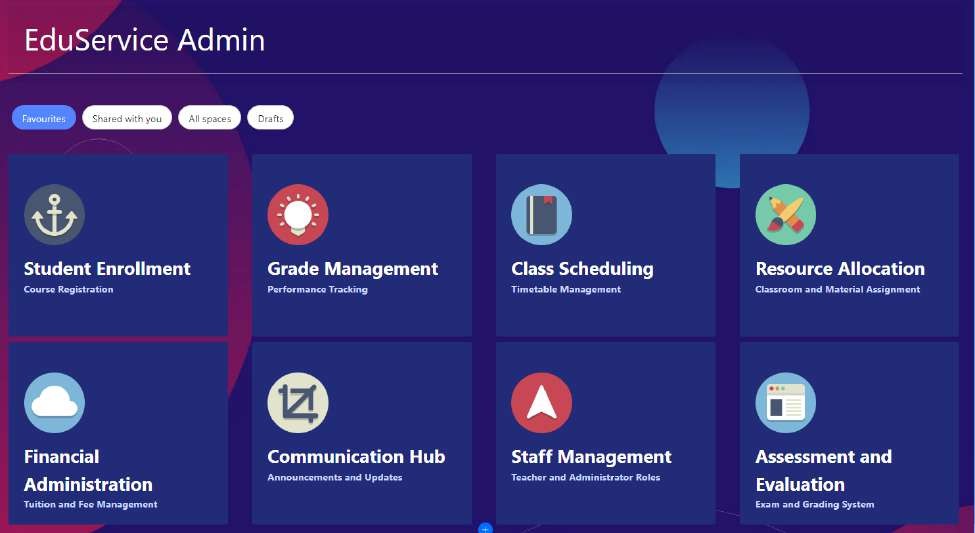 EduService Admin
Favourites
Shared with you
All spaces
Drafts
Student Enrollment
Course Registration
Grade Management
Performance Tracking
Class Scheduling
Timetable Management
Resource Allocation
Classroom and Material Assignment
Financial
Administration
Tuition and Fee Management
Communication Hub
Announcements and Updates
Staff Management
Teacher and Administrator Roles
Assessment and
Evaluation
Exam and Grading System